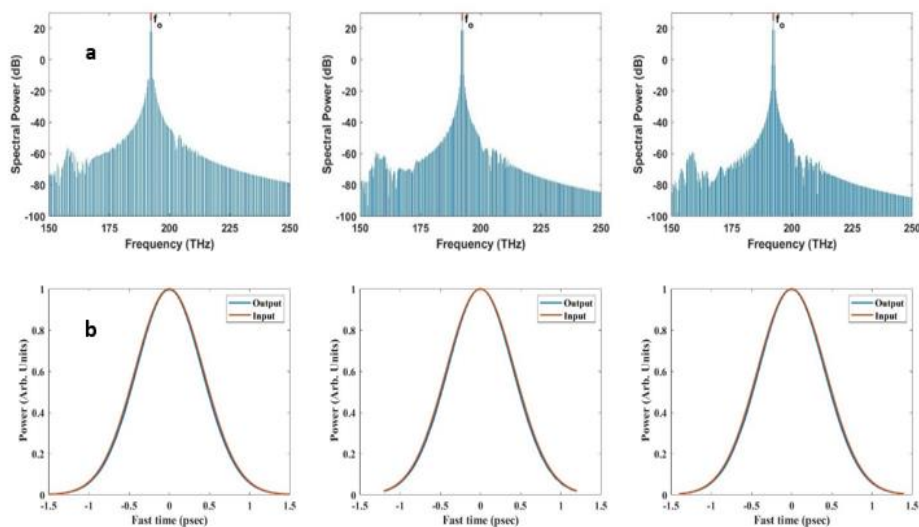 a
Spectral Power (dB)
20
0
-20
-40
-60
-80
-100
f o
150 175 200 225 250
Frequency (THz)
Spectral Power (dB)
20
0
-20
-40
-60
-80
-100
f o
150 175 200 225 250
Frequency (THz)
Spectral Power (dB)
20
0
-20
-40
-60
-80
-100
f o
150 175 200 225 250
Frequency (THz)
b
Power (Arb. Units)
1
0.8
0.6
0.4
0.2
0
Output
Input
-1.5 -1 -0.5 0 0.5 1 1.5
Fast time (psec)
Power (Arb. Units)
1
0.8
0.6
0.4
0.2
0
Output
Input
-1.5 -1 -0.5 0 0.5 1 1.5
Fast time (psec)
Power (Arb. Units)
1
0.8
0.6
0.4
0.2
0
Output
Input
-1.5 -1 -0.5 0 0.5 1 1.5
Fast time (psec)